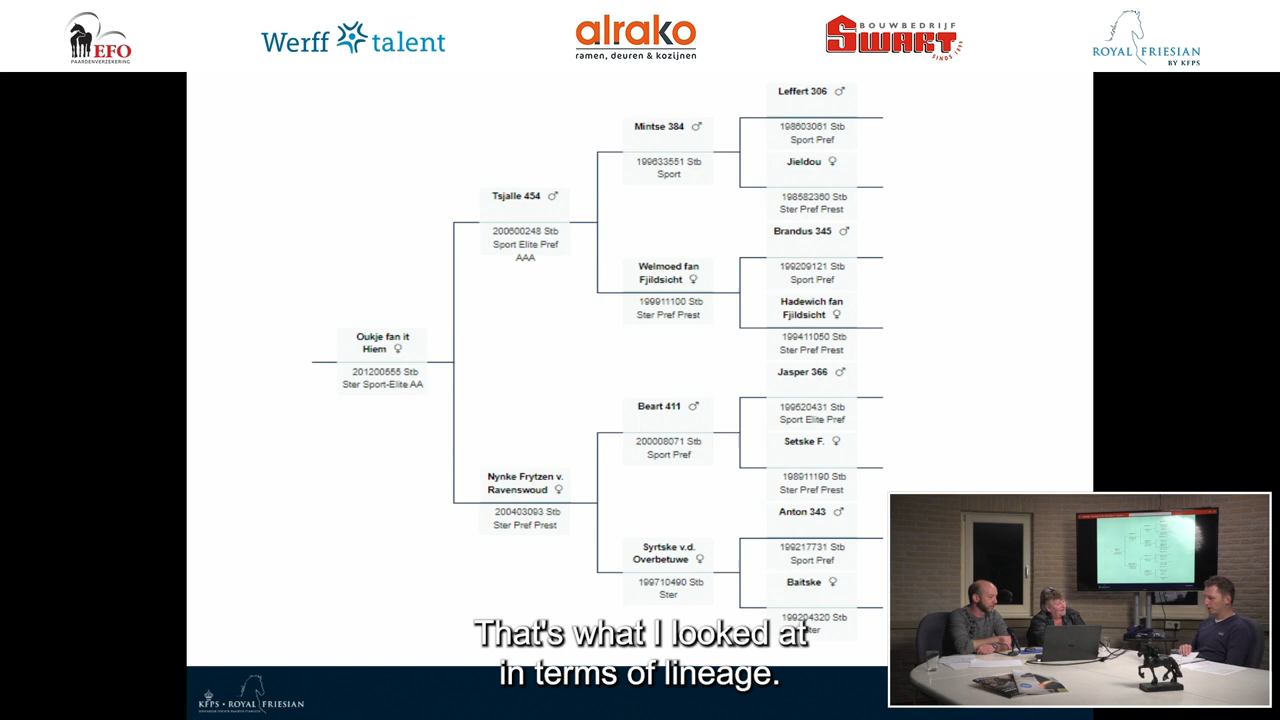 EFO
PAARDENVERZEKERING
Werff talent
alrako
ramen, deuren & kozijnen
BOUWBEDRIJF
SWART
SINDS 1898
ROYAL FRIESIAN
BY KFPS
Leffert 306 ♂
198603061 Stb
Sport Pref
Mintse 384 ♂
199633551 Stb
Sport
Jieldou ♀
198582360 Stb
Ster Pref Prest
Tsjalle 454 ♂
200600248 Stb
Sport Elite Pref
AAA
Brandus 345 ♂
199209121 Stb
Sport Pref
Welmoed fan
Fjildsicht ♀
199911100 Stb
Ster Pref Prest
Hadewich fan
Fjildsicht ♀
199411050 Stb
Ster Pref Prest
Oukje fan it
Hiem ♀
201200555 Stb
Ster Sport-Elite AA
Jasper 366 ♂
199520431 Stb
Sport Elite Pref
Beart 411 ♂
200008071 Stb
Sport Pref
Setske F. ♀
198911190 Stb
Ster Pref Prest
Nynke Frytzen v.
Ravenswoud ♀
200403093 Stb
Ster Pref Prest
Anton 343 ♂
199217731 Stb
Sport Pref
Syrtske v.d.
Overbetuwe ♀
199710490 Stb
Ster
Baitske ♀
199204320 Stb
Ster
That's what I looked at
in terms of lineage.
KFPS • ROYAL FRIESIAN